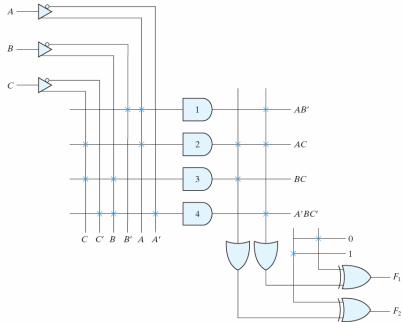 A
B
C
1 AB′
2 AC
3 BC
4 A′BC′
C C′ B B′ A A′
0
1
F₁
F₂